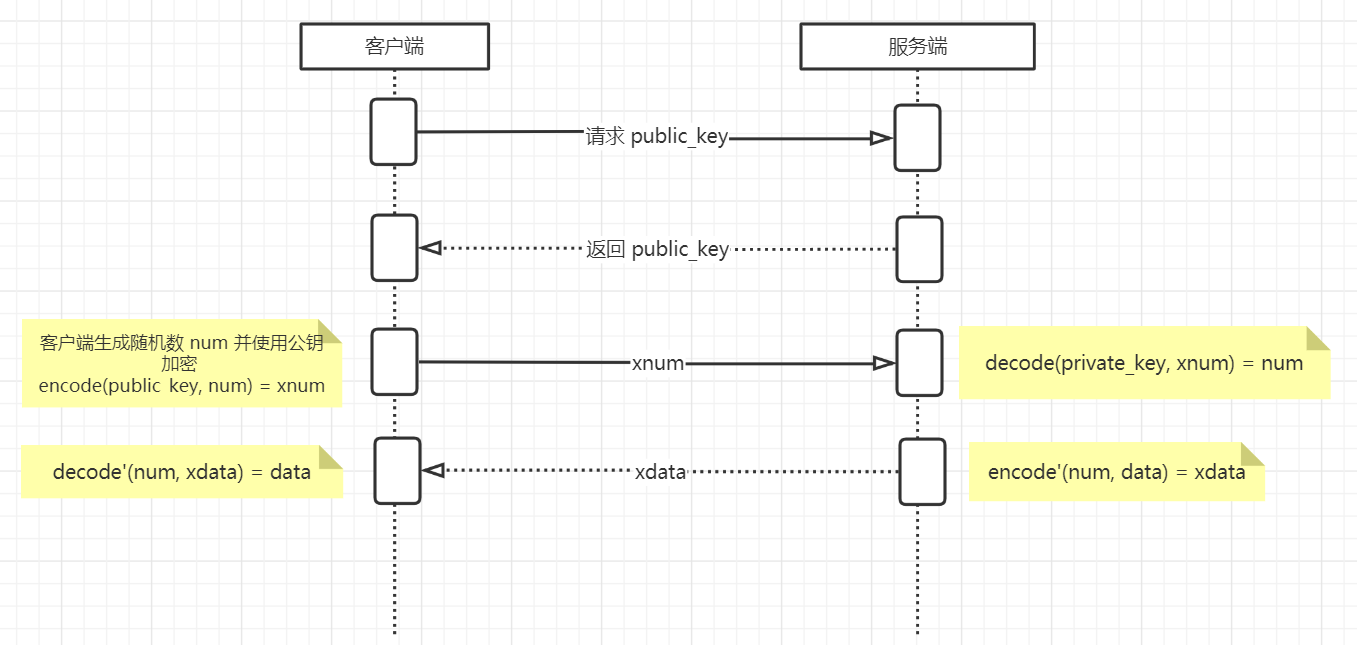 客户端
服务端
请求 public_key
返回 public_key
客户端生成随机数 num 并使用公钥
加密
encode(public_key, num) = xnum
xnum
decode(private_key, xnum) = num
decode'(num, xdata) = data
xdata
encode'(num, data) = xdata